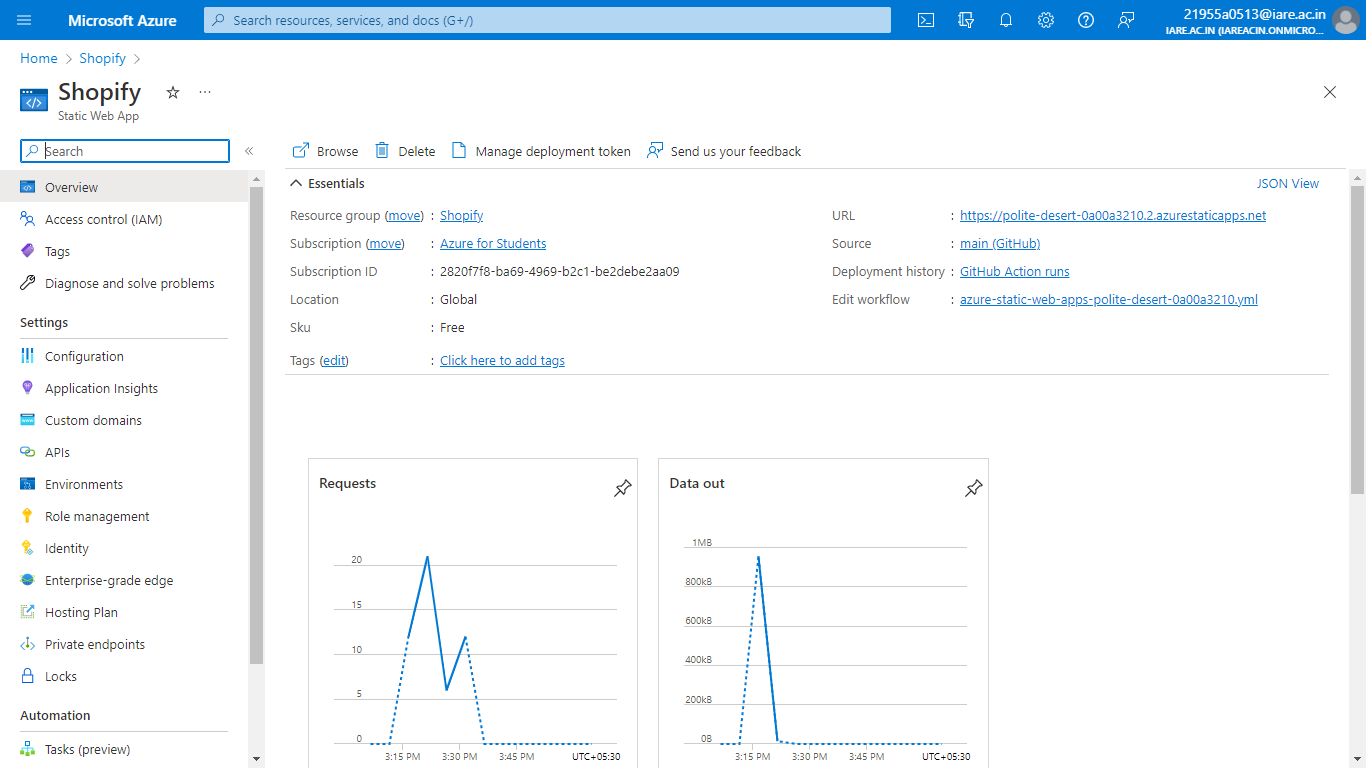 Microsoft Azure
Search resources, services, and docs (G+/)
21955a0513@iare.ac.in
IARE.AC.IN (IAREACIN.ONMICRO...
Home > Shopify >
Shopify
...
Static Web App
Search
«
Overview
Access control (IAM)
Tags
Diagnose and solve problems
Settings
Configuration
Application Insights
Custom domains
APIs
Environments
Role management
Identity
Enterprise-grade edge
Hosting Plan
Private endpoints
Locks
Automation
Tasks (preview)
Browse Delete Manage deployment token Send us your feedback
Essentials JSON View
Resource group (move) : Shopify
Subscription (move) : Azure for Students
Subscription ID : 2820f7f8-ba69-4969-b2c1-be2debe2aa09
Location : Global
Sku : Free
Tags (edit) : Click here to add tags
URL : https://polite-desert-0a00a3210.2.azurestaticapps.net
Source : main (GitHub)
Deployment history : GitHub Action runs
Edit workflow : azure-static-web-apps-polite-desert-0a00a3210.yml
Requests
20
15
10
5
0
3:15 PM 3:30 PM 3:45 PM UTC+05:30
Data out
1MB
800kB
600kB
400kB
200kB
0B
3:15 PM 3:30 PM 3:45 PM UTC+05:30